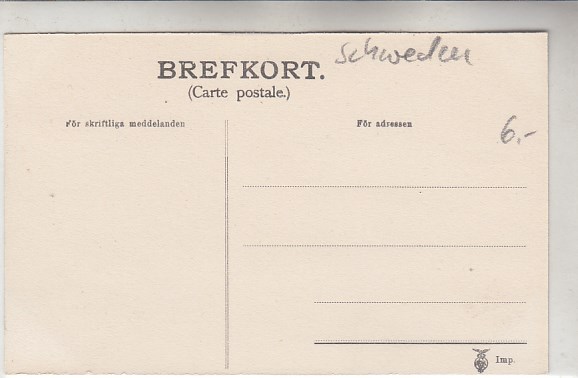 BREFKORT.
Schweden
(Carte postale.)
För skriftliga meddelanden
För adressen
6.-
Imp.